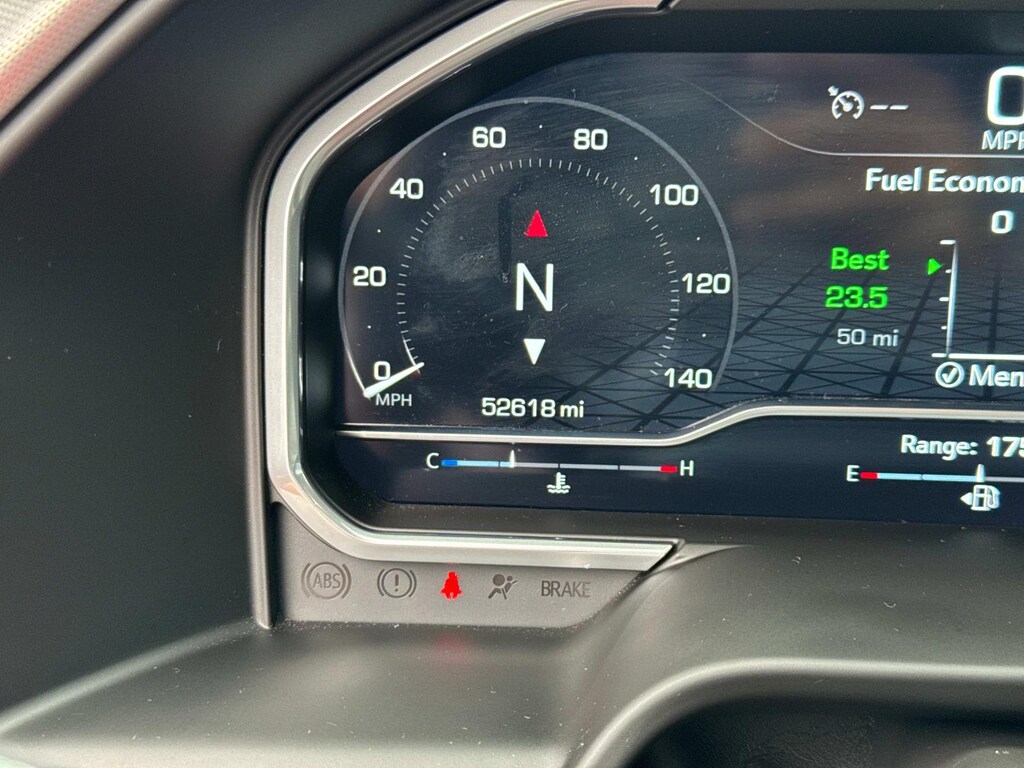 60 80
40 100
20 120
0 140
MPH
N
52618 mi
C H
--
0
MPH
Fuel Econom
0
Best
23.5
50 mi
Men
Range: 175
E
ABS ! BRAKE